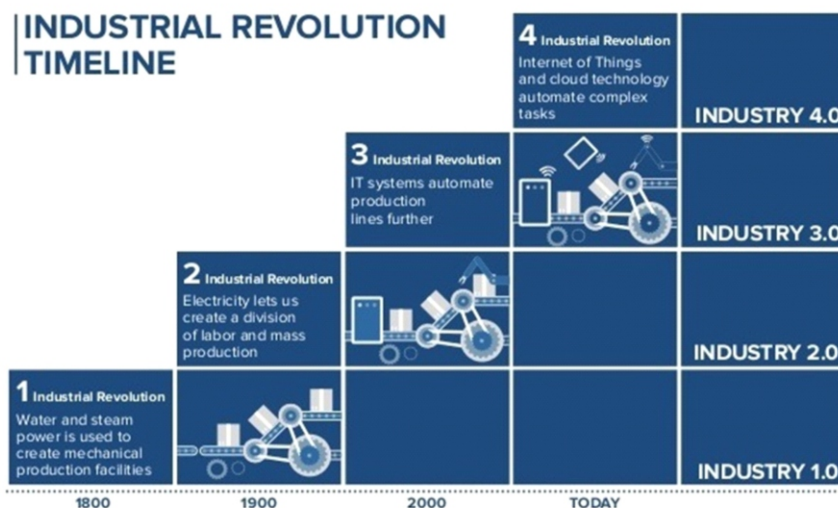 INDUSTRIAL REVOLUTION
TIMELINE
4 Industrial Revolution
Internet of Things
and cloud technology
automate complex
tasks
INDUSTRY 4.0
3 Industrial Revolution
IT systems automate
production
lines further
INDUSTRY 3.0
2 Industrial Revolution
Electricity lets us
create a division
of labor and mass
production
INDUSTRY 2.0
1 Industrial Revolution
Water and steam
power is used to
create mechanical
production facilities
INDUSTRY 1.0
1800
1900
2000
TODAY